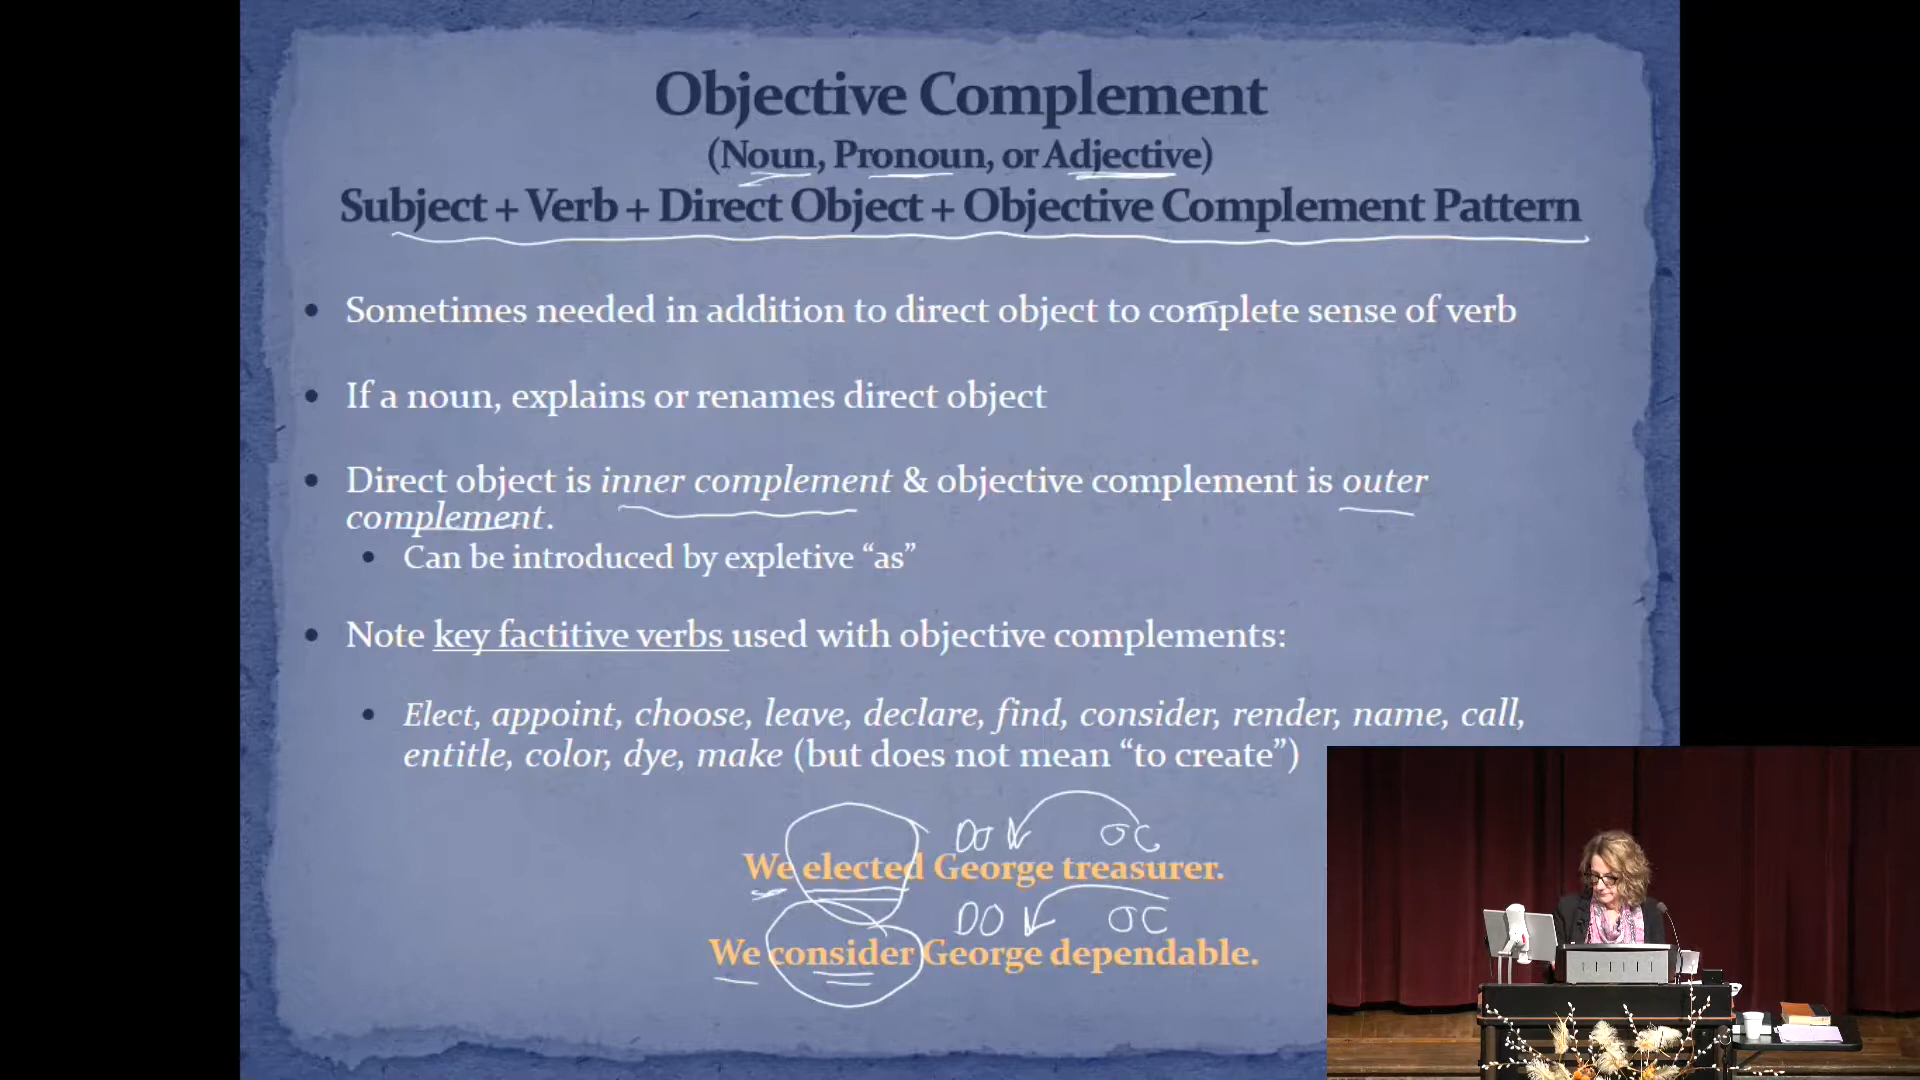 Objective Complement
(Noun, Pronoun, or Adjective)
Subject + Verb + Direct Object + Objective Complement Pattern
• Sometimes needed in addition to direct object to complete sense of verb
• If a noun, explains or renames direct object
• Direct object is inner complement & objective complement is outer
complement.
• Can be introduced by expletive “as”
• Note key factitive verbs used with objective complements:
• Elect, appoint, choose, leave, declare, find, consider, render, name, call,
entitle, color, dye, make (but does not mean “to create”)
DO OC
We elected George treasurer.
DO OC
We consider George dependable.